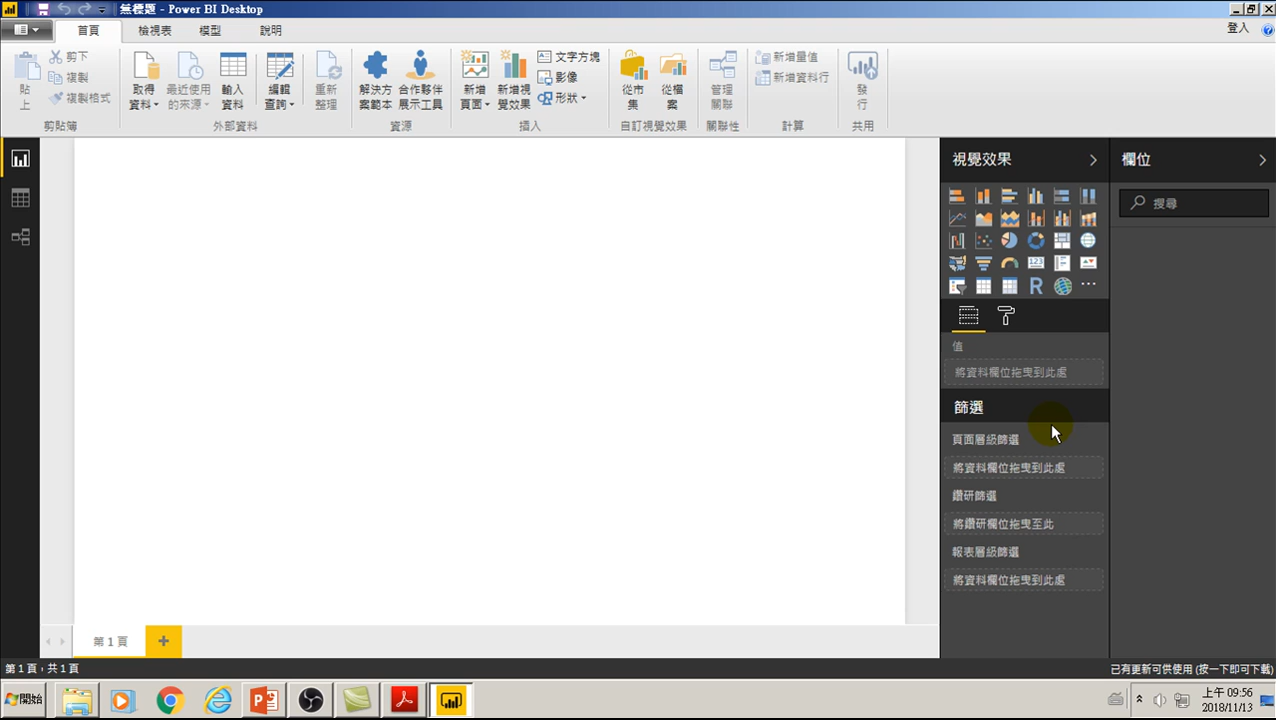 無標題 - Power BI Desktop
首頁 檢視表 模型 說明 登入
貼上
剪下
複製
複製格式
剪貼簿
取得資料
最近使用的來源
輸入資料
編輯查詢
外部資料
重新整理
解決方案範本
合作夥伴展示工具
資源
新增頁面
新增視覺效果
文字方塊
影像
形狀
插入
從市集
從檔案
自訂視覺效果
管理關聯
關聯性
新增量值
新增資料行
計算
發行
共用
視覺效果
123
R
值
將資料欄位拖曳到此處
篩選
頁面層級篩選
將資料欄位拖曳到此處
鑽研篩選
將鑽研欄位拖曳至此
報表層級篩選
將資料欄位拖曳到此處
欄位
搜尋
第 1 頁
第 1 頁，共 1 頁
已有更新可供使用 (按一下即可下載)
開始
上午 09:56
2018/11/13